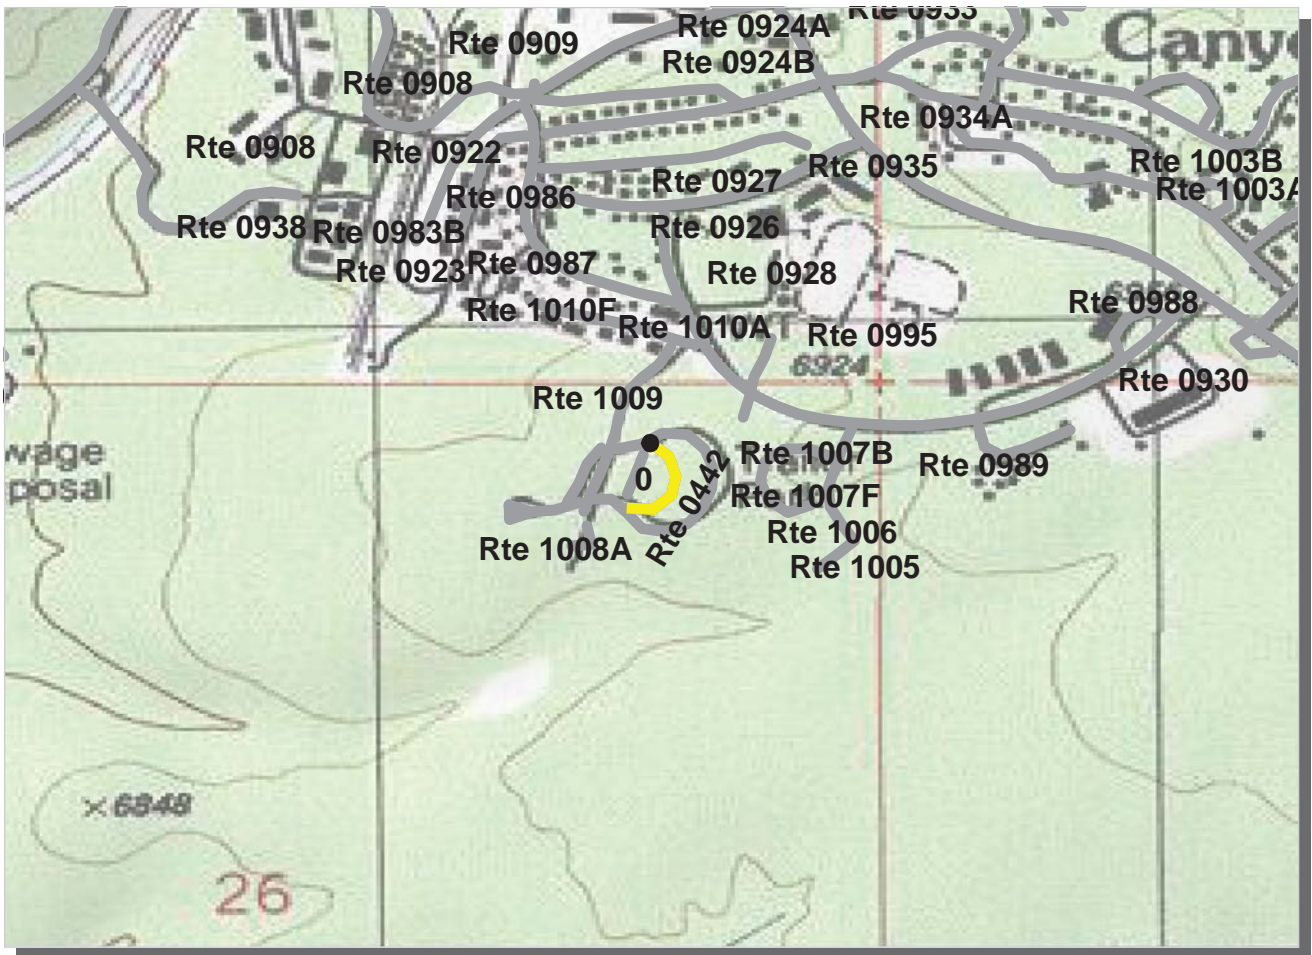 Rte 0933
Rte 0924A
Canyo
Rte 0909
Rte 0924B
Rte 0908
Rte 0934A
Rte 0908
Rte 0922
Rte 0935
Rte 1003B
Rte 0927
Rte 1003A
Rte 0986
Rte 0938
Rte 0983B
Rte 0926
Rte 0923
Rte 0987
Rte 0928
Rte 0988
Rte 1010F
Rte 1010A
Rte 0995
6924
Rte 0930
Rte 1009
wage
posal
Rte 1007B
Rte 0989
0
Rte 0442
Rte 1007F
Rte 1006
Rte 1008A
Rte 1005
6848
26